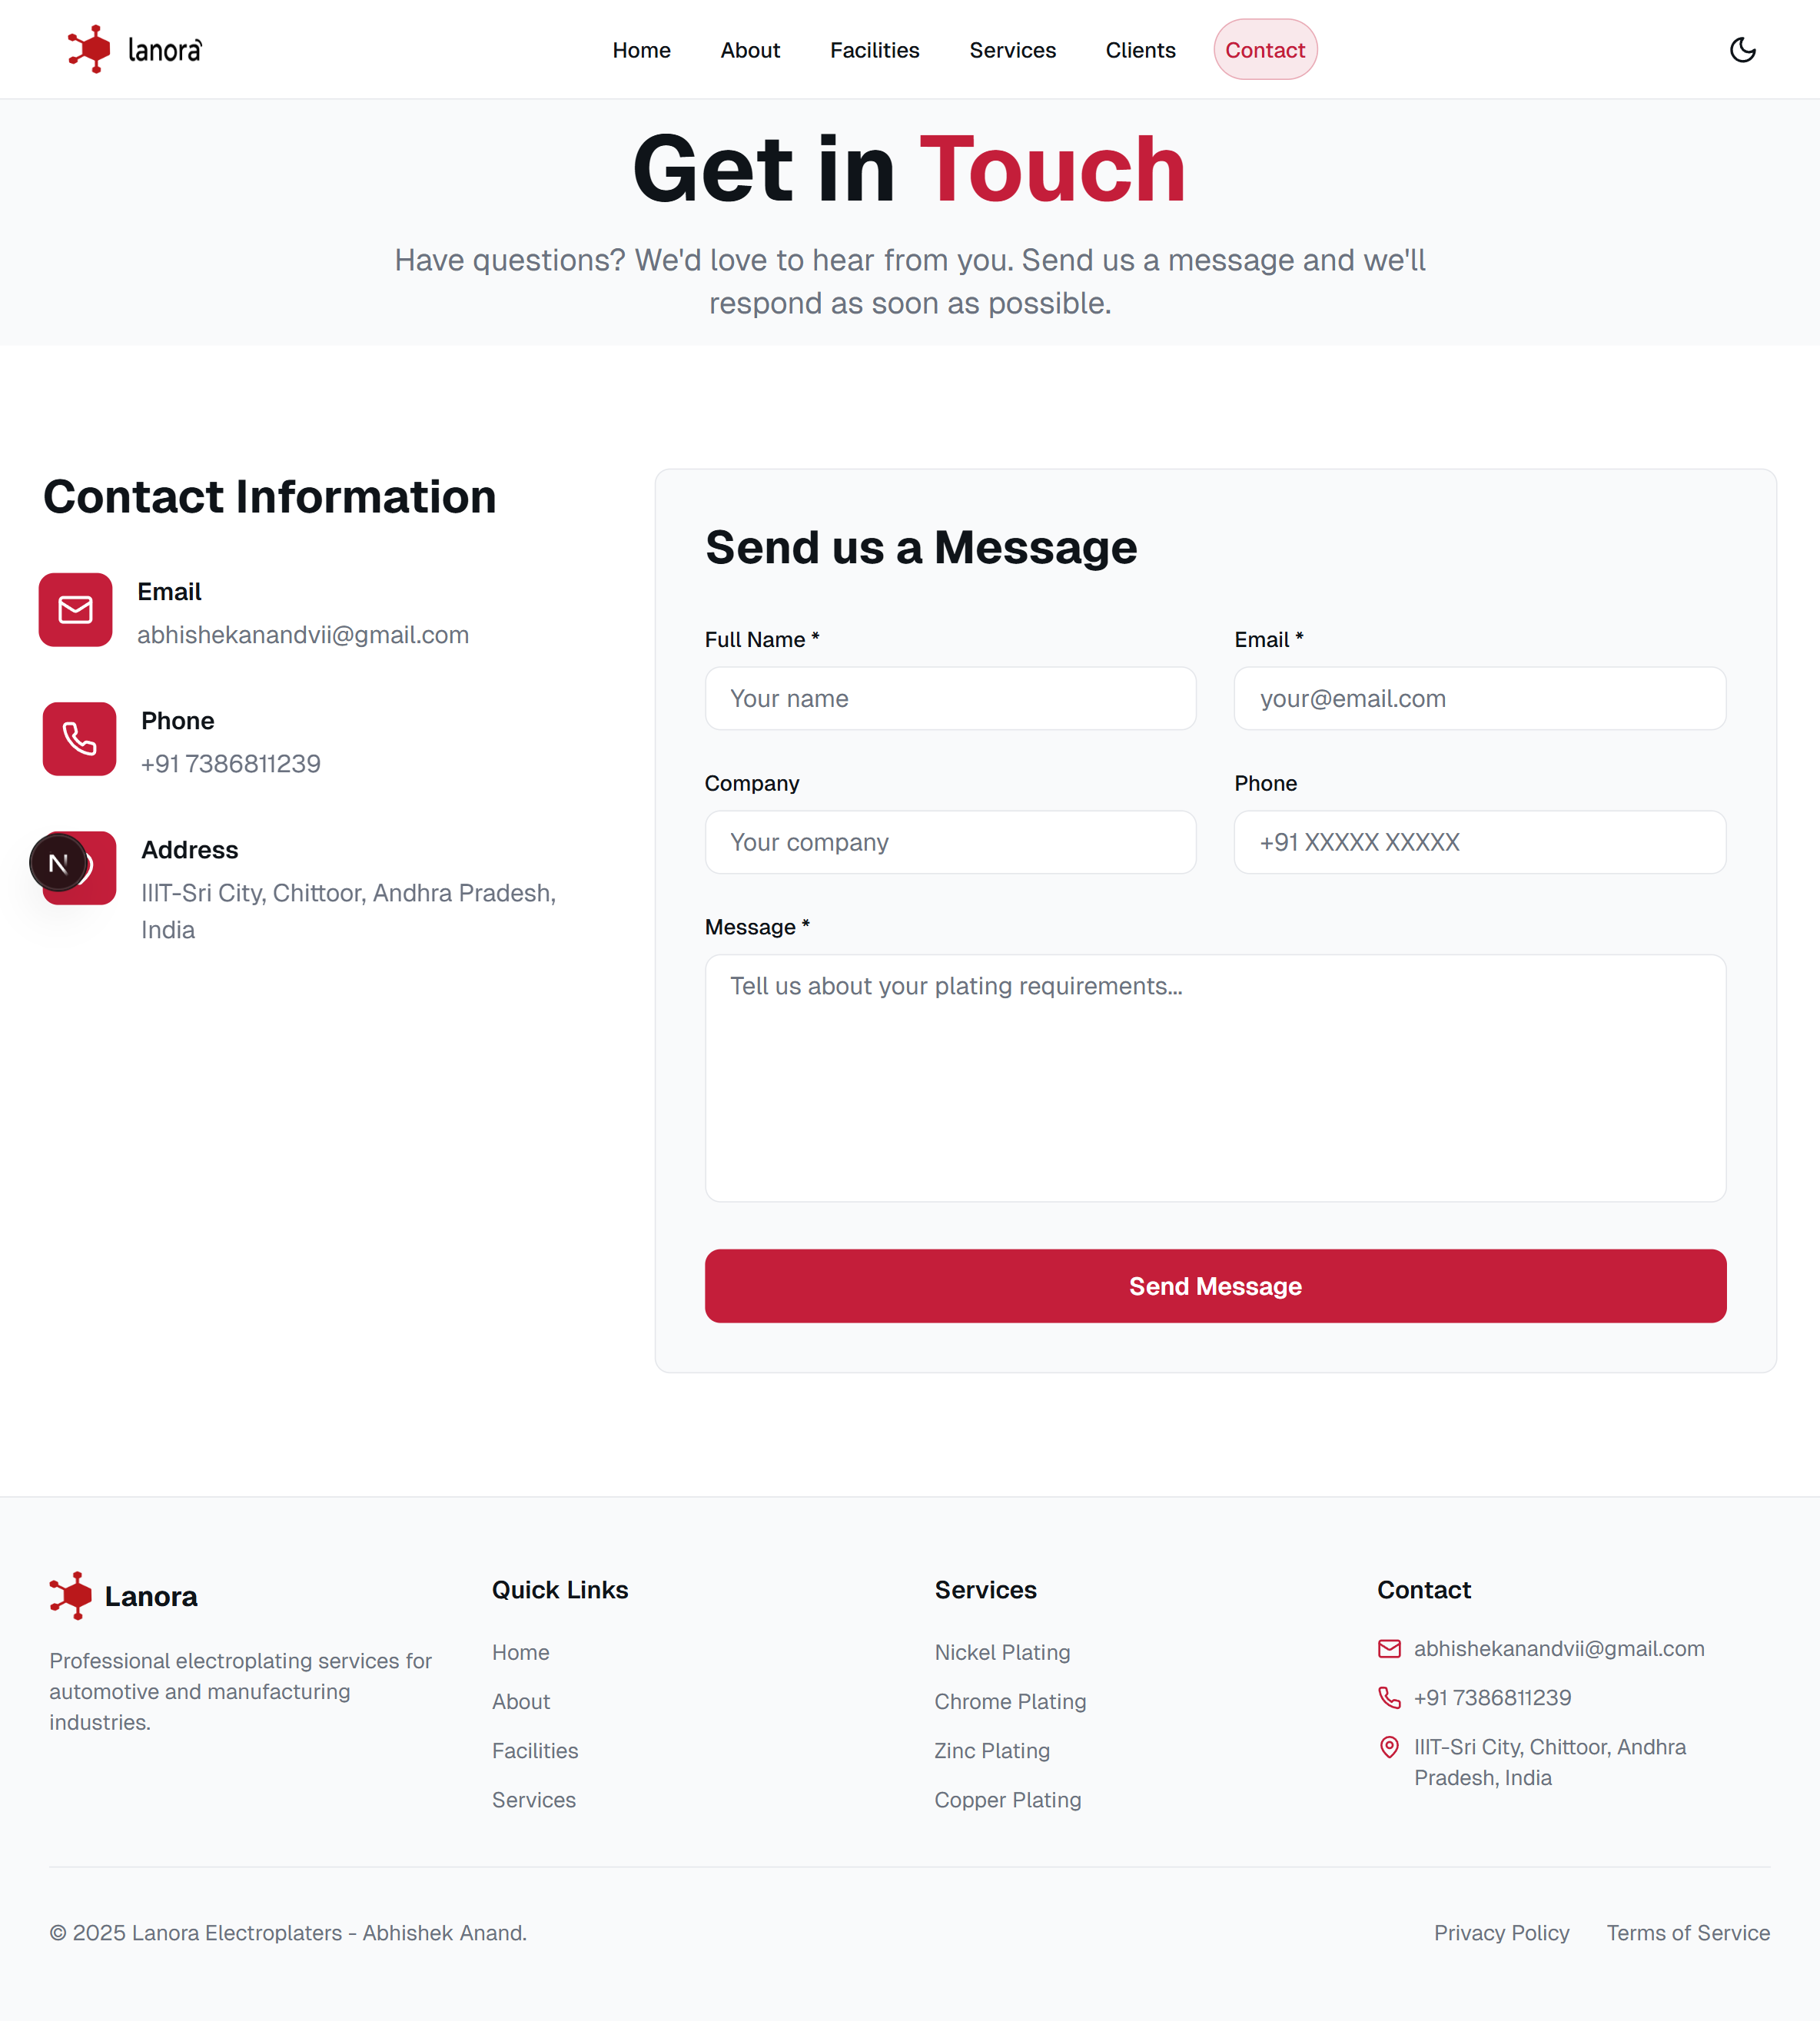 lanora
Home
About
Facilities
Services
Clients
Contact
Get in Touch
Have questions? We'd love to hear from you. Send us a message and we'll
respond as soon as possible.
Contact Information
Email
abhishekanandvii@gmail.com
Phone
+91 7386811239
N
Address
IIIT-Sri City, Chittoor, Andhra Pradesh,
India
Send us a Message
Full Name *
Your name
Email *
your@email.com
Company
Your company
Phone
+91 XXXXX XXXXX
Message *
Tell us about your plating requirements...
Send Message
Lanora
Professional electroplating services for
automotive and manufacturing
industries.
Quick Links
Home
About
Facilities
Services
Services
Nickel Plating
Chrome Plating
Zinc Plating
Copper Plating
Contact
abhishekanandvii@gmail.com
+91 7386811239
IIIT-Sri City, Chittoor, Andhra
Pradesh, India
© 2025 Lanora Electroplaters - Abhishek Anand.
Privacy Policy
Terms of Service